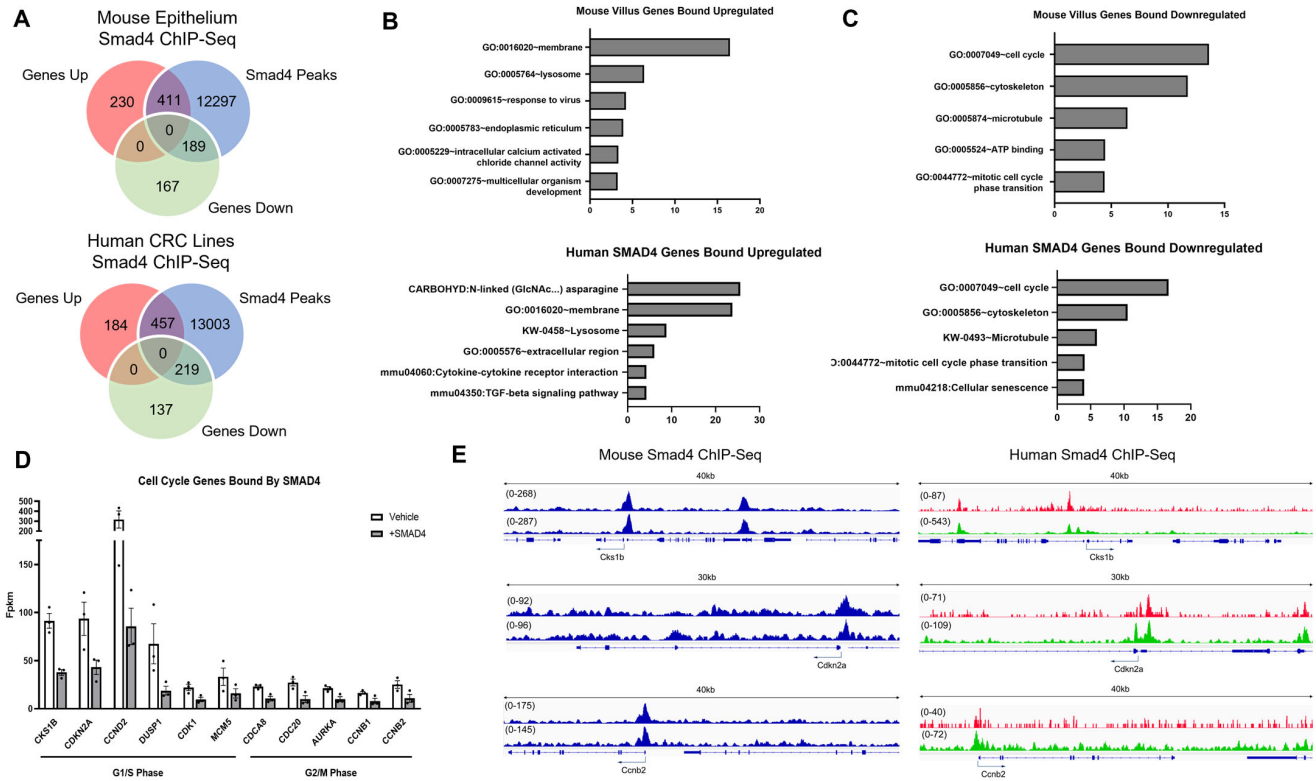 A
Mouse Epithelium
Smad4 ChIP-Seq
Genes Up
Smad4 Peaks
230
411
12297
0
0
189
167
Genes Down
Human CRC Lines
Smad4 ChIP-Seq
Genes Up
Smad4 Peaks
184
457
13003
0
0
219
137
Genes Down
B
Mouse Villus Genes Bound Upregulated
GO:0016020~membrane
GO:0005764~lysosome
GO:0009615~response to virus
GO:0005783~endoplasmic reticulum
GO:0005229~intracellular calcium activated
chloride channel activity
GO:0007275~multicellular organism
development
0 5 10 15 20
Human SMAD4 Genes Bound Upregulated
CARBOHYD:N-linked (GlcNAc...) asparagine
GO:0016020~membrane
KW-0458~Lysosome
GO:0005576~extracellular region
mmu04060:Cytokine-cytokine receptor interaction
mmu04350:TGF-beta signaling pathway
0 10 20 30
C
Mouse Villus Genes Bound Downregulated
GO:0007049~cell cycle
GO:0005856~cytoskeleton
GO:0005874~microtubule
GO:0005524~ATP binding
GO:0044772~mitotic cell cycle
phase transition
0 5 10 15
Human SMAD4 Genes Bound Downregulated
GO:0007049~cell cycle
GO:0005856~cytoskeleton
KW-0493~Microtubule
O:0044772~mitotic cell cycle phase transition
mmu04218:Cellular senescence
0 5 10 15 20
D
Cell Cycle Genes Bound By SMAD4
Vehicle
+SMAD4
Fpkm
500
400
300
200
150
100
50
0
CKS1B
CDKN2A
CCND2
DUSP1
CDK1
MCM5
CDCA8
CDC20
AURKA
CCNB1
CCNB2
G1/S Phase
G2/M Phase
E
Mouse Smad4 ChIP-Seq
40kb
(0-268)
(0-287)
Cks1b
30kb
(0-92)
(0-96)
Cdkn2a
40kb
(0-175)
(0-145)
Ccnb2
Human Smad4 ChIP-Seq
40kb
(0-87)
(0-543)
Cks1b
30kb
(0-71)
(0-109)
Cdkn2a
40kb
(0-40)
(0-72)
Ccnb2